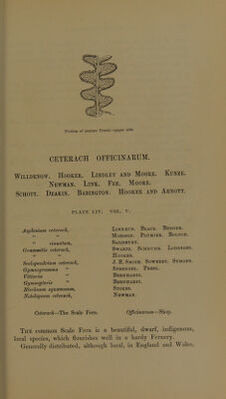 Portion of mature Frond—upper side.
CETERACH OFFICINARUM.
WILLDENOW. HOOKER. LINDLEY AND MOORE. KUNZE.
NEWMAN. LINK. FEE. MOORE.
SCHOTT. DEAKIN. BABINGTON. HOOKER AND ARNOTT.
PLATE LIV. VOL. V.
Asplenium ceterach, LINNÆUS. BLACK. BERGER.
" " MORISON. PLUMIER. BOLTON.
" sinuatum, SALISBURY.
Grammitis ceterach, SWARTZ. SCHKUHR. LOISELEUR.
" " HOOKER.
Scolopendrium ceterach, J. E. SMITH. SOWERBY. SYMONS.
Gymnogramma " SPRENGEL. PRESL.
Vittaria " BERNHARDI.
Gymnopteris " BERNHARDI.
Blechnum squamosum, STOKES.
Notolepeum ceterach, NEWMAN.
Ceterach—The Scale Fern. Officinarum—Shop.
THE common Scale Fern is a beautiful, dwarf, indigenous,
local species, which flourishes well in a hardy Fernery.
Generally distributed, although local, in England and Wales,